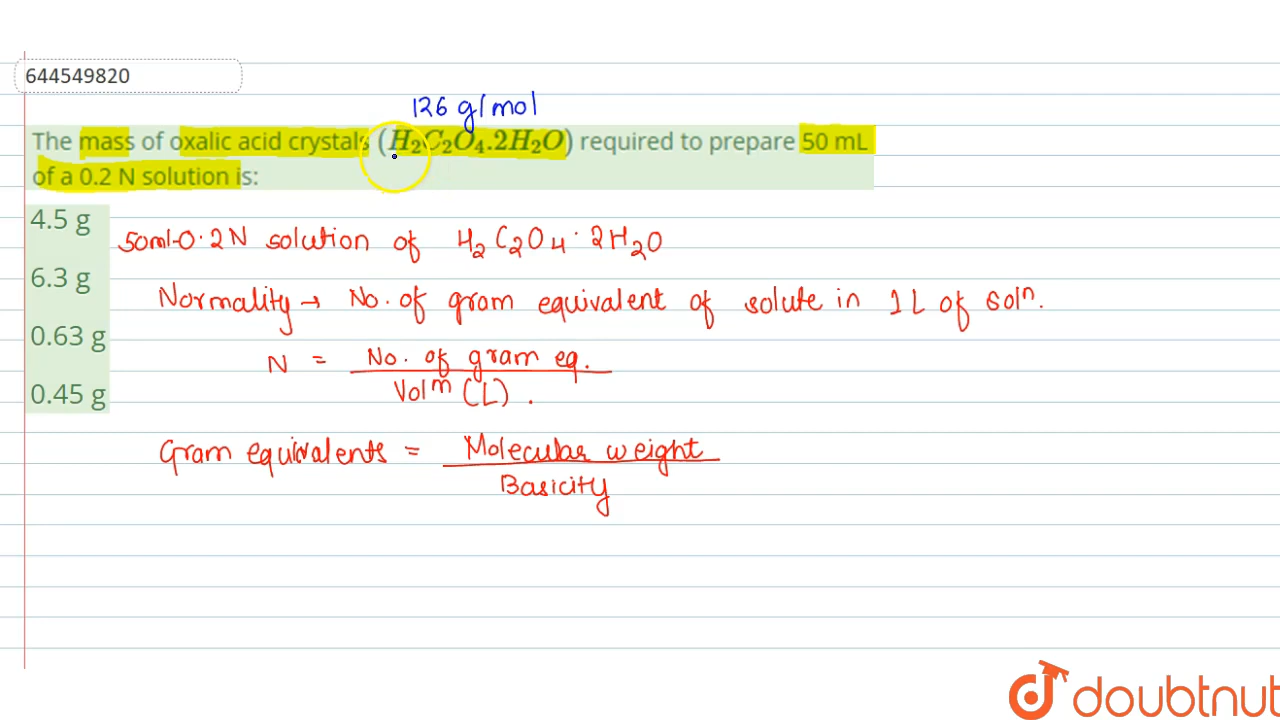 644549820
126 g/mol
The mass of oxalic acid crystals (H₂C₂O₄.2H₂O) required to prepare 50 mL
of a 0.2 N solution is:
4.5 g
50ml-0.2N solution of H₂C₂O₄·2H₂O
6.3 g
Normality → No. of gram equivalent of solute in 1L of solⁿ.
0.63 g
N = No. of gram eq.
Volᵐ (L).
0.45 g
Gram equivalents = Molecular weight
Basicity
doubtnut